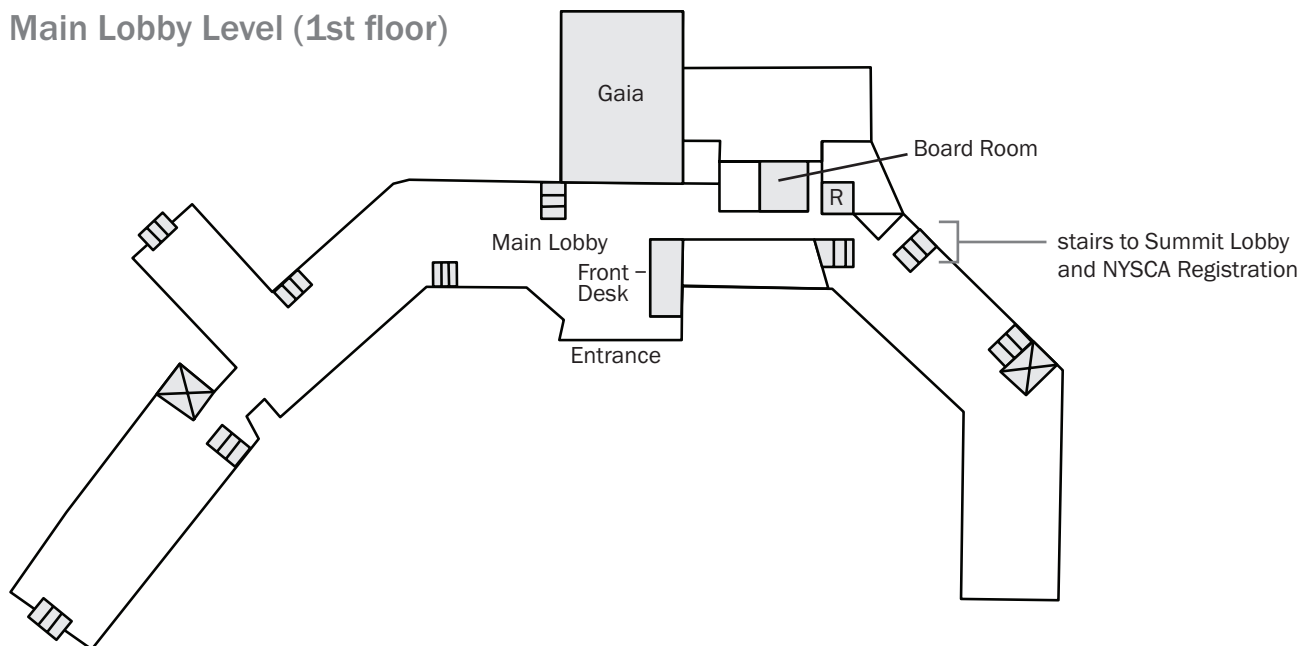 Main Lobby Level (1st floor)
Gaia
Board Room
R
stairs to Summit Lobby
and NYSCA Registration
Main Lobby
Front
Desk
Entrance